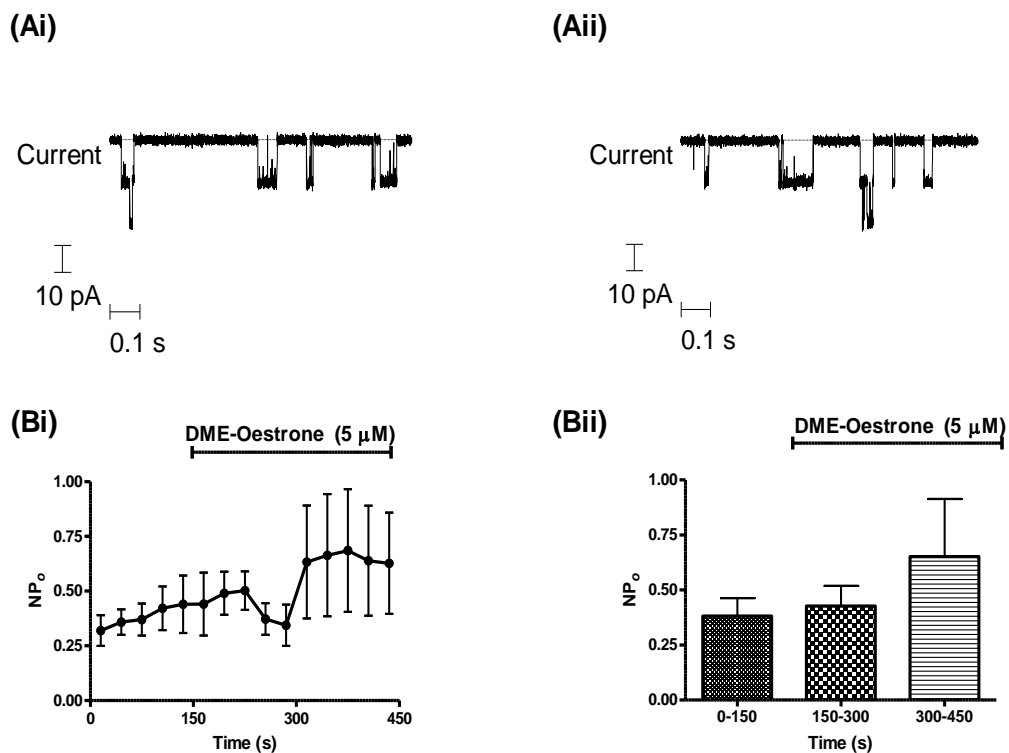 (Ai)
(Aii)
Current
10 pA
0.1 s
Current
10 pA
0.1 s
(Bi)
DME-Oestrone (5 μM)
1.00
0.75
0.50
0.25
0.00
NPo
0 150 300 450
Time (s)
(Bii)
DME-Oestrone (5 μM)
1.00
0.75
0.50
0.25
0.00
NPo
0-150 150-300 300-450
Time (s)